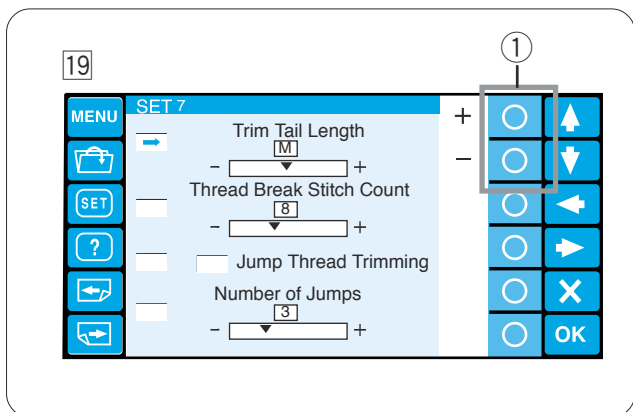 ①
19
MENU
SET 7
+
Trim Tail Length
M
- +
−
Thread Break Stitch Count
SET
8
- +
?
Jump Thread Trimming
Number of Jumps
3
- +
OK